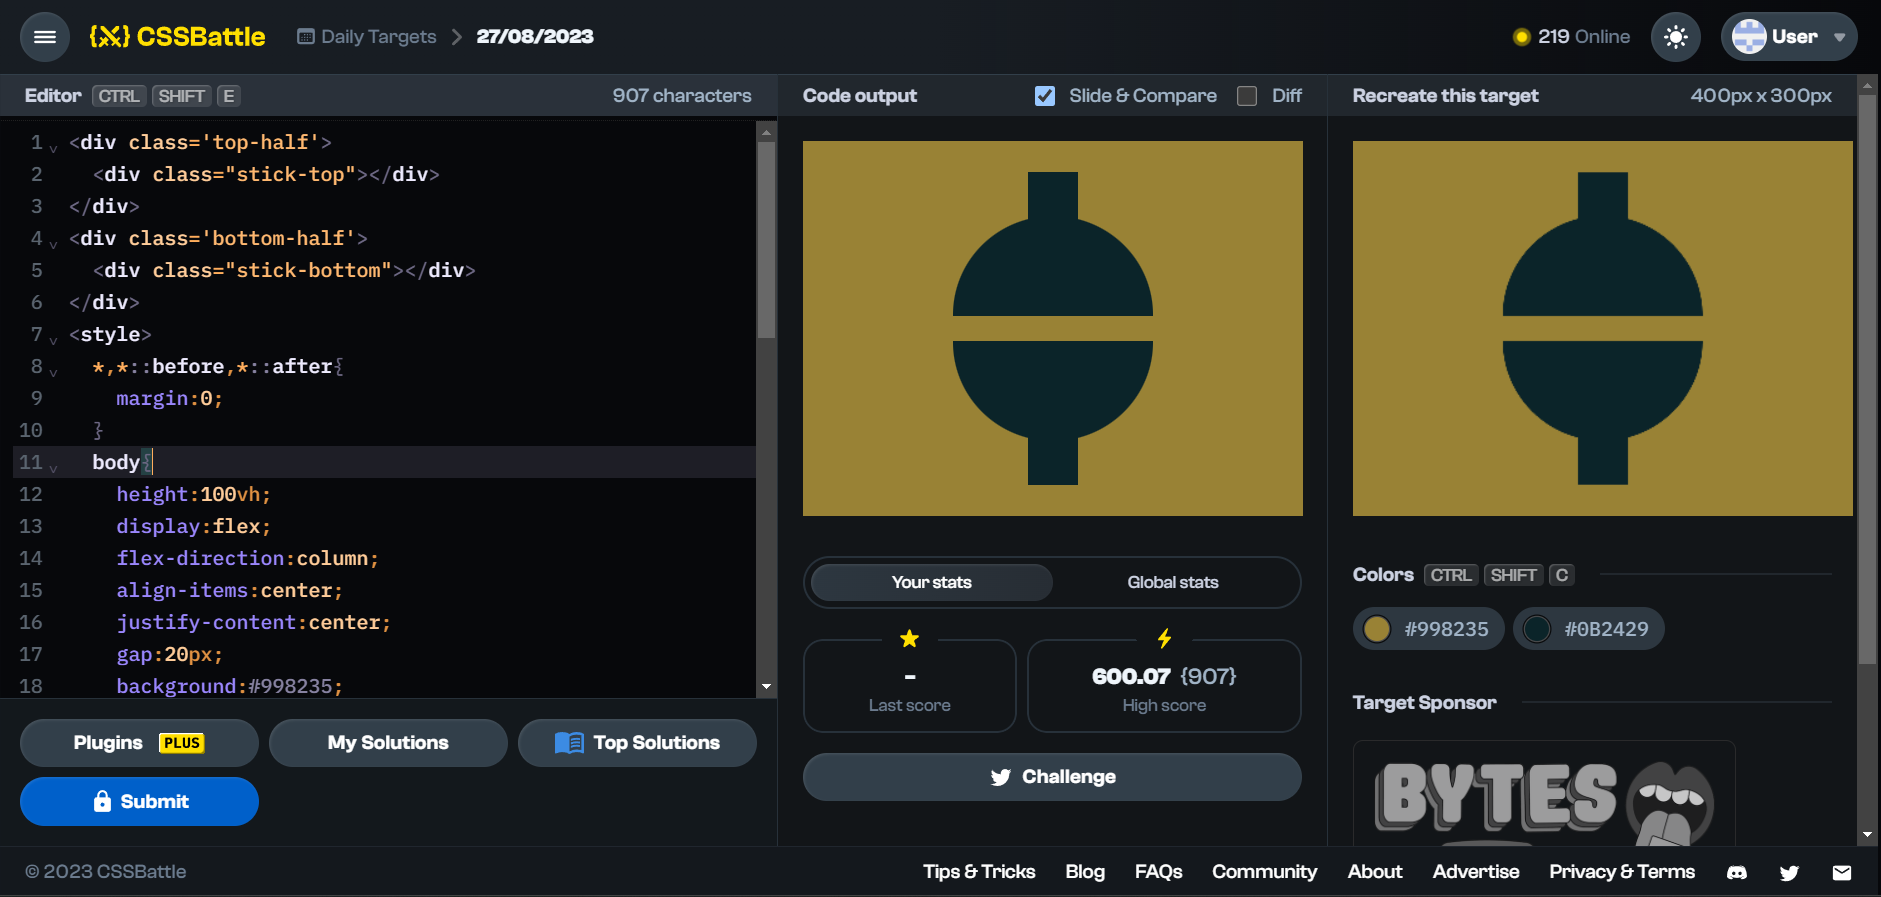 {X} CSSBattle
Daily Targets
27/08/2023
219 Online
User
Editor CTRL SHIFT E
907 characters
1 <div class='top-half'>
2 <div class="stick-top"></div>
3 </div>
4 <div class='bottom-half'>
5 <div class="stick-bottom"></div>
6 </div>
7 <style>
8 *,*::before,*::after{
9 margin:0;
10 }
11 body{
12 height:100vh;
13 display:flex;
14 flex-direction:column;
15 align-items:center;
16 justify-content:center;
17 gap:20px;
18 background:#998235;
Plugins PLUS
My Solutions
Top Solutions
Submit
Code output
Slide & Compare
Diff
Your stats
Global stats
-
Last score
600.07 {907}
High score
Challenge
Recreate this target
400px x 300px
Colors CTRL SHIFT C
#998235
#0B2429
Target Sponsor
BYTES
© 2023 CSSBattle
Tips & Tricks
Blog
FAQs
Community
About
Advertise
Privacy & Terms